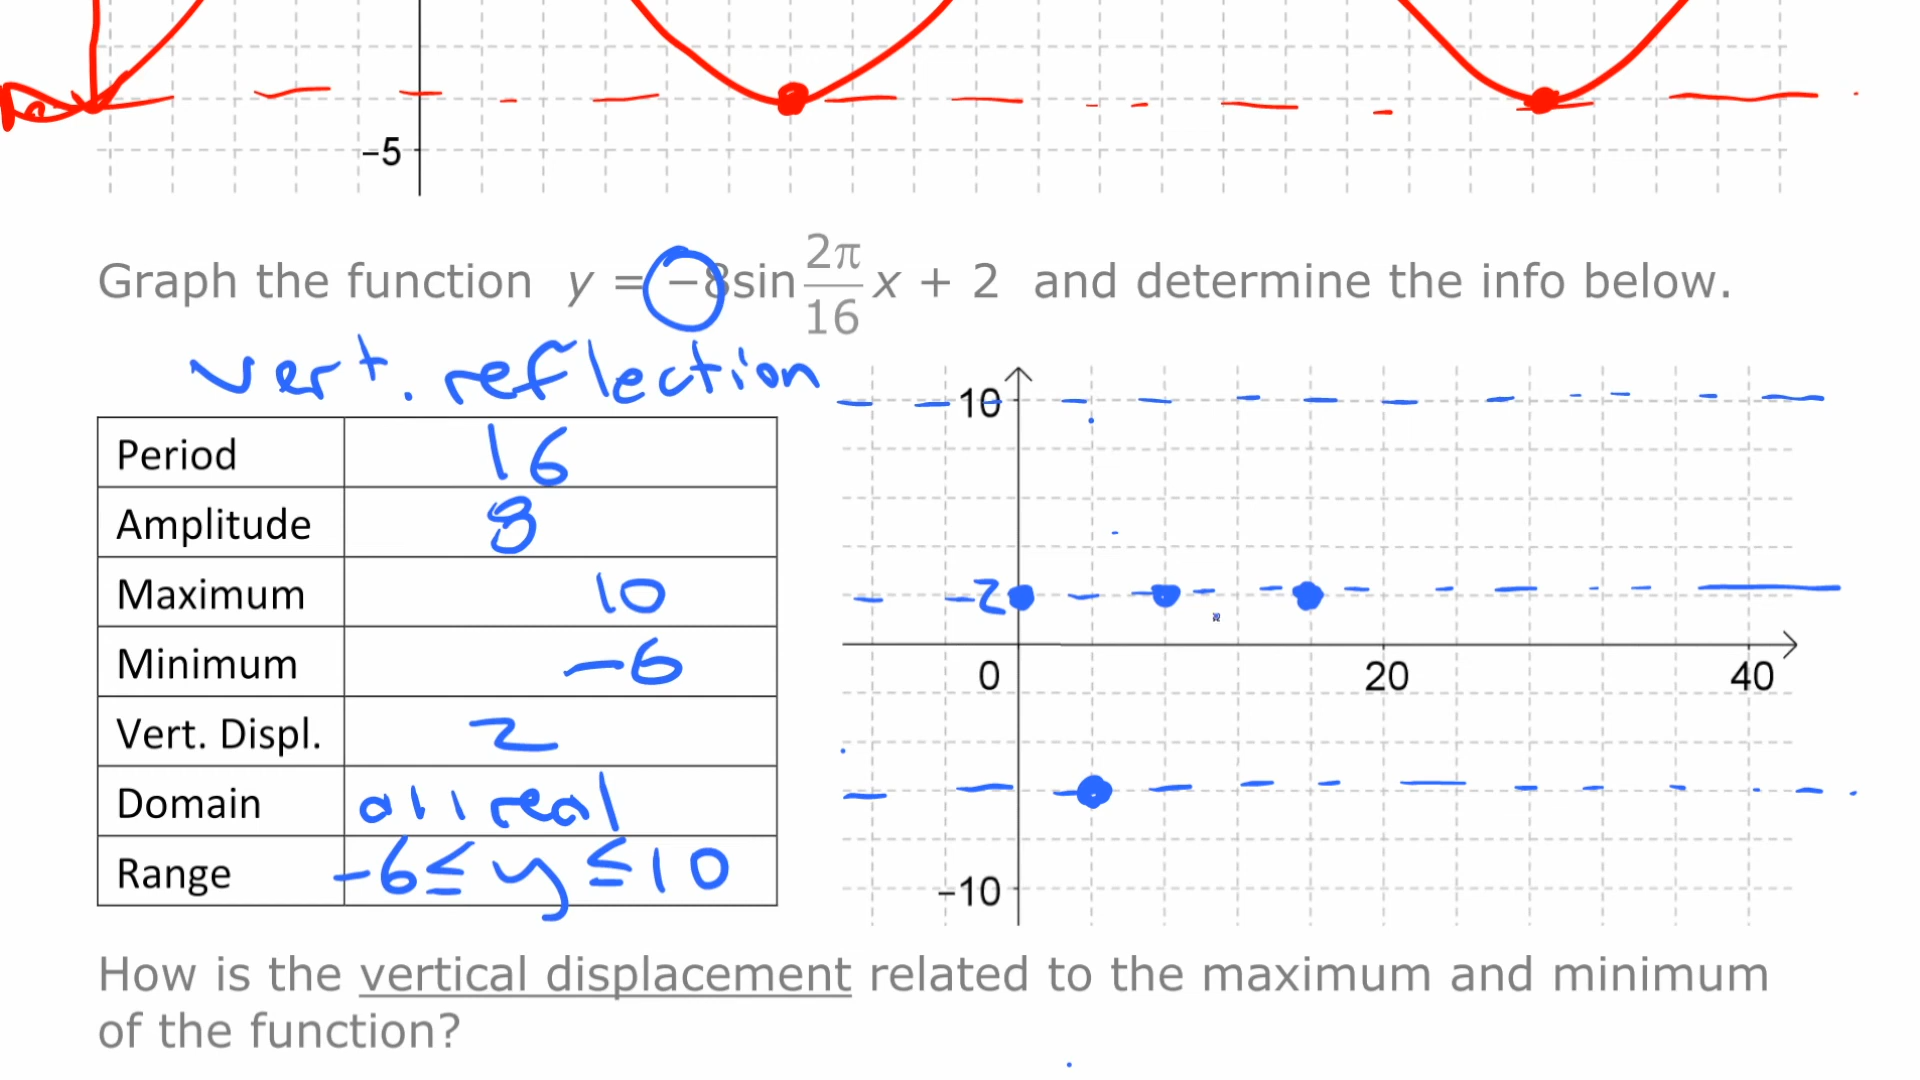 −5
Graph the function y = −8sin 2π/16 x + 2 and determine the info below.
vert. reflection
10
Period 16
Amplitude 8
Maximum 10
2
Minimum −6
0 20 40
Vert. Displ. 2
Domain all real
Range −6 ≤ y ≤ 10
−10
How is the vertical displacement related to the maximum and minimum
of the function?